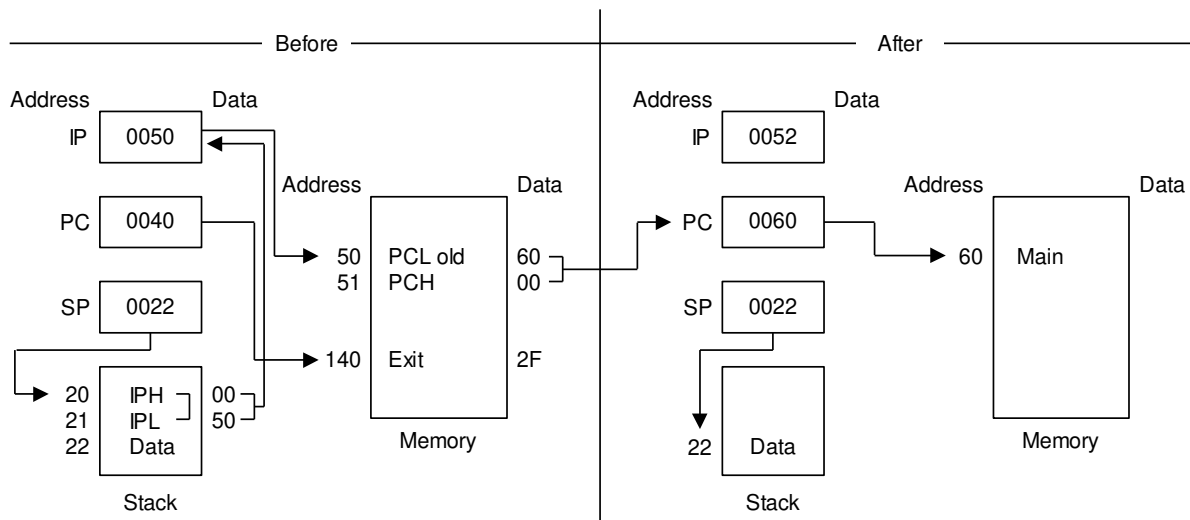 Before
After
Address Data
IP 0050
PC 0040
SP 0022
20 IPH 00
21 IPL 50
22 Data
Stack
Address Data
50 PCL old 60
51 PCH 00
140 Exit 2F
Memory
Address Data
IP 0052
PC 0060
SP 0022
22 Data
Stack
Address Data
60 Main
Memory